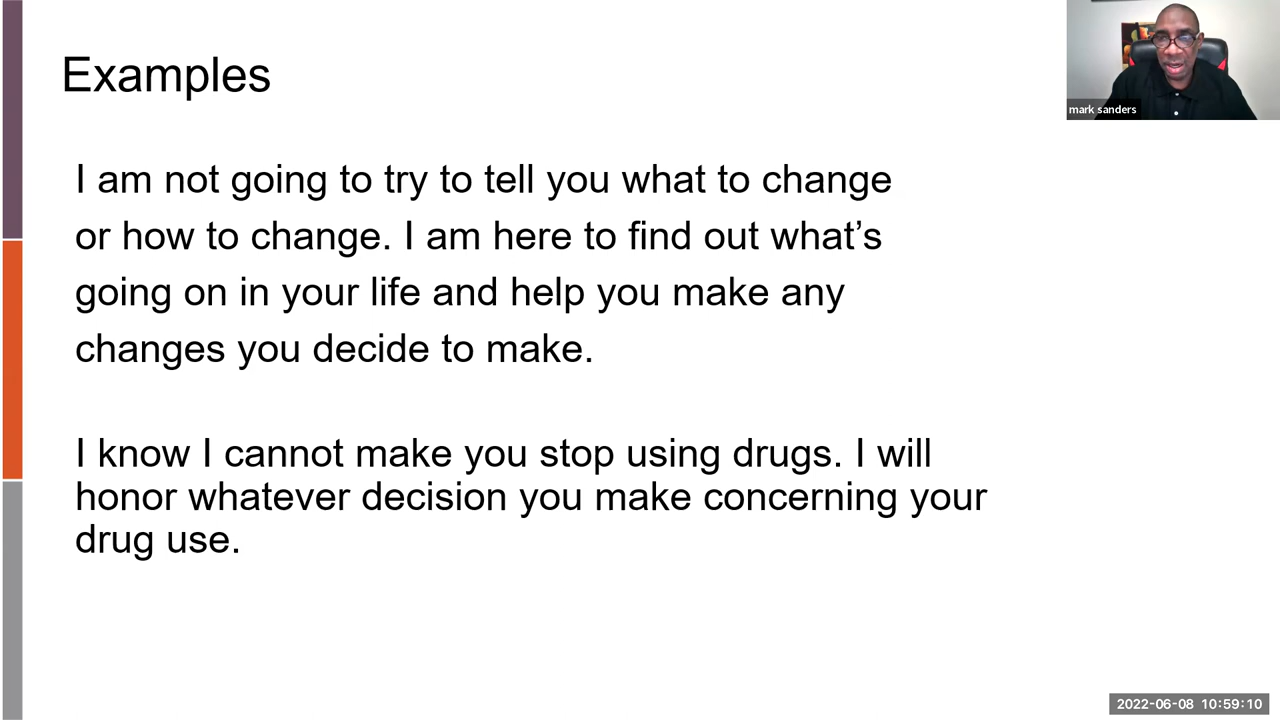 Examples
mark sanders
I am not going to try to tell you what to change
or how to change. I am here to find out what’s
going on in your life and help you make any
changes you decide to make.
I know I cannot make you stop using drugs. I will
honor whatever decision you make concerning your
drug use.
2022-06-08 10:59:10